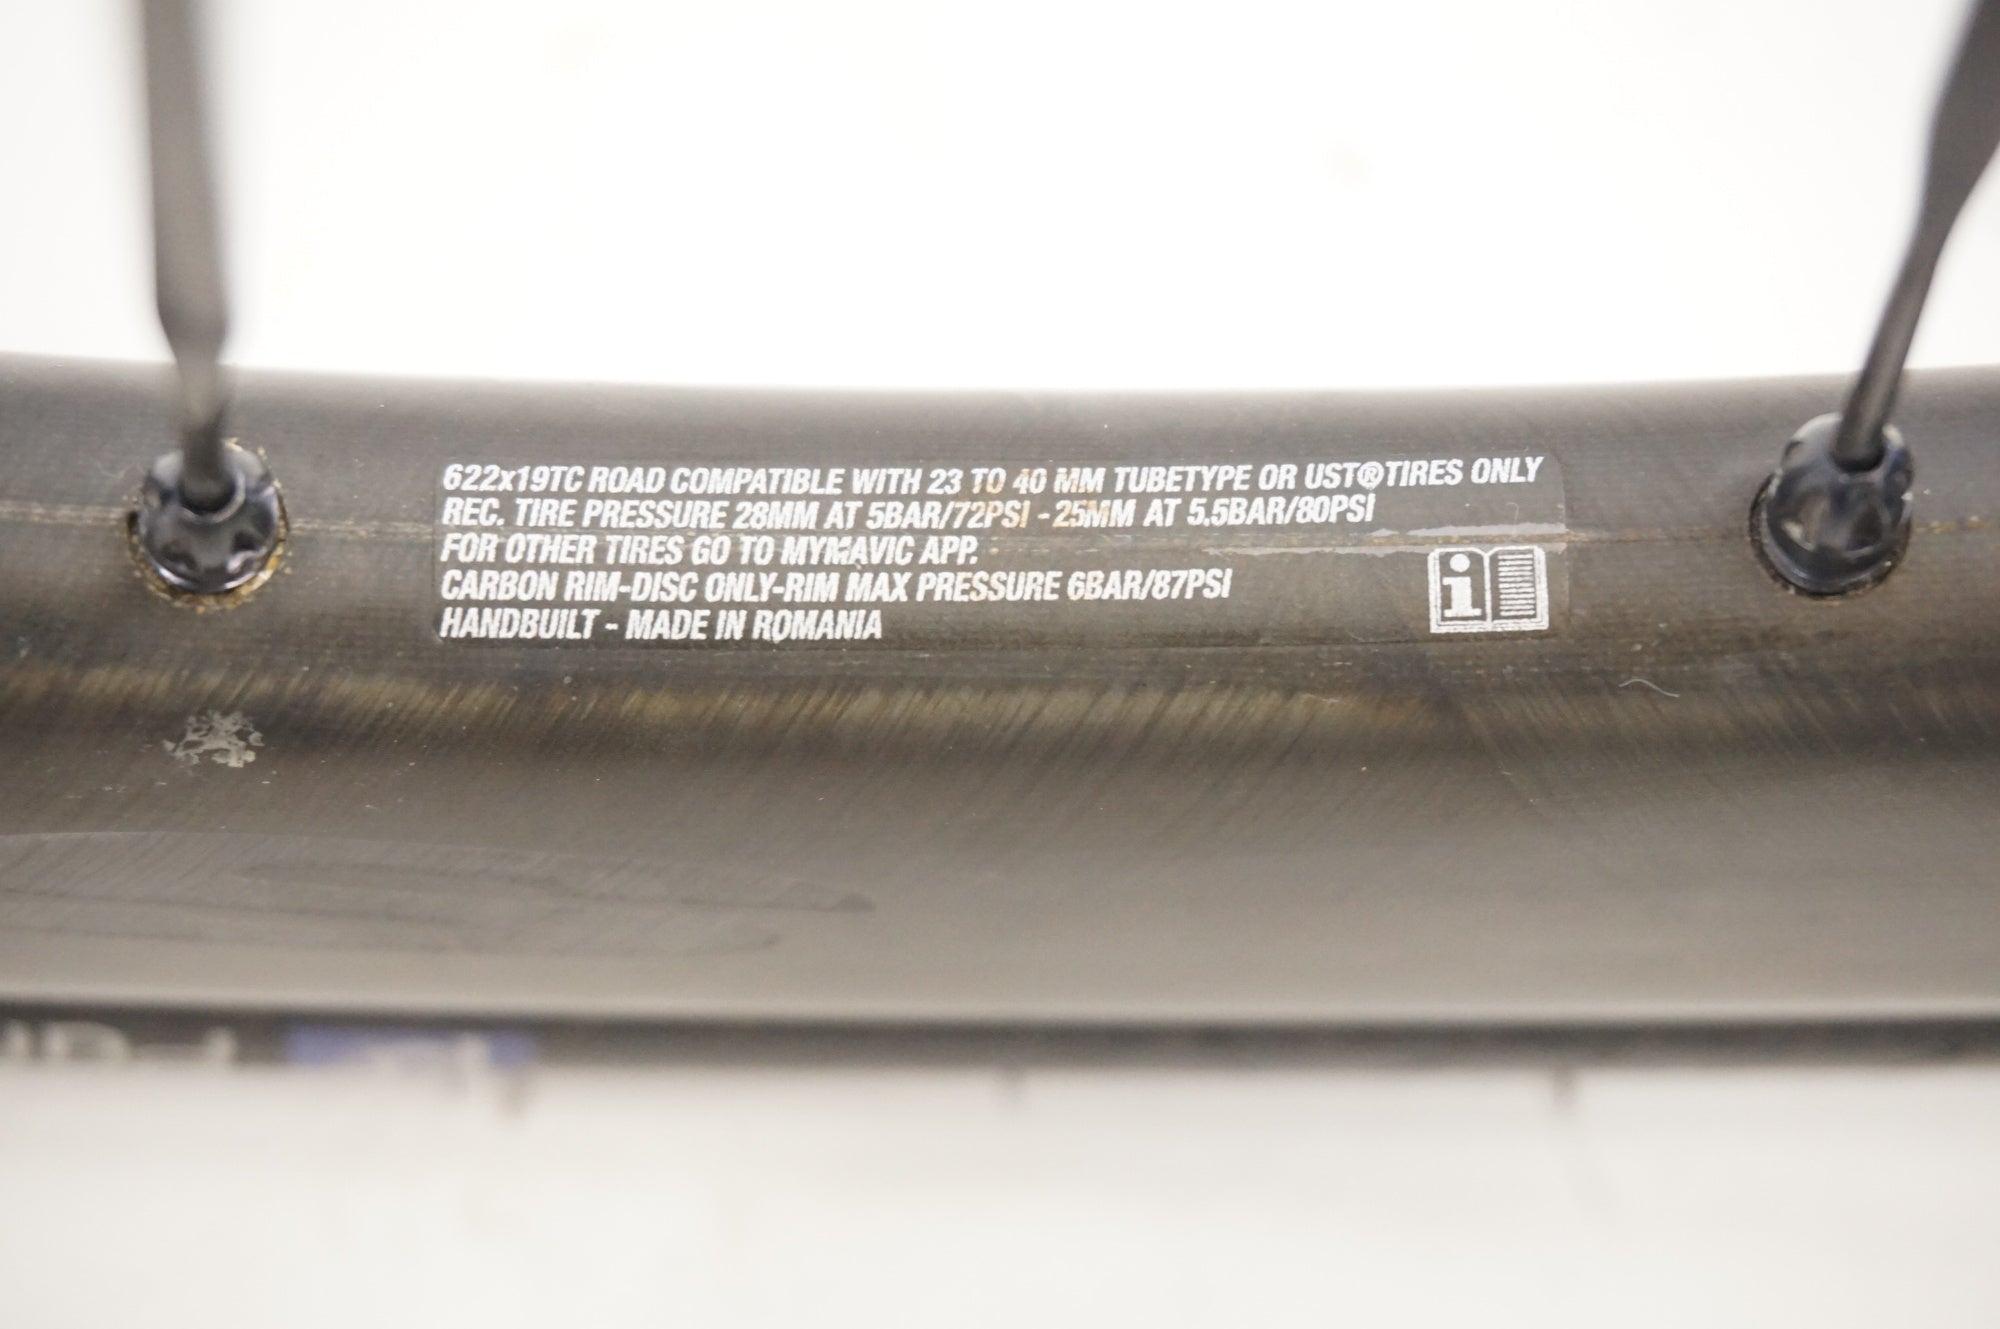 622x19TC ROAD COMPATIBLE WITH 23 TO 40 MM TUBETYPE OR UST®TIRES ONLY
REC. TIRE PRESSURE 28MM AT 5BAR/72PSI - 25MM AT 5.5BAR/80PSI
FOR OTHER TIRES GO TO MYMAVIC APP.
CARBON RIM-DISC ONLY-RIM MAX PRESSURE 6BAR/87PSI
HANDBUILT - MADE IN ROMANIA
i